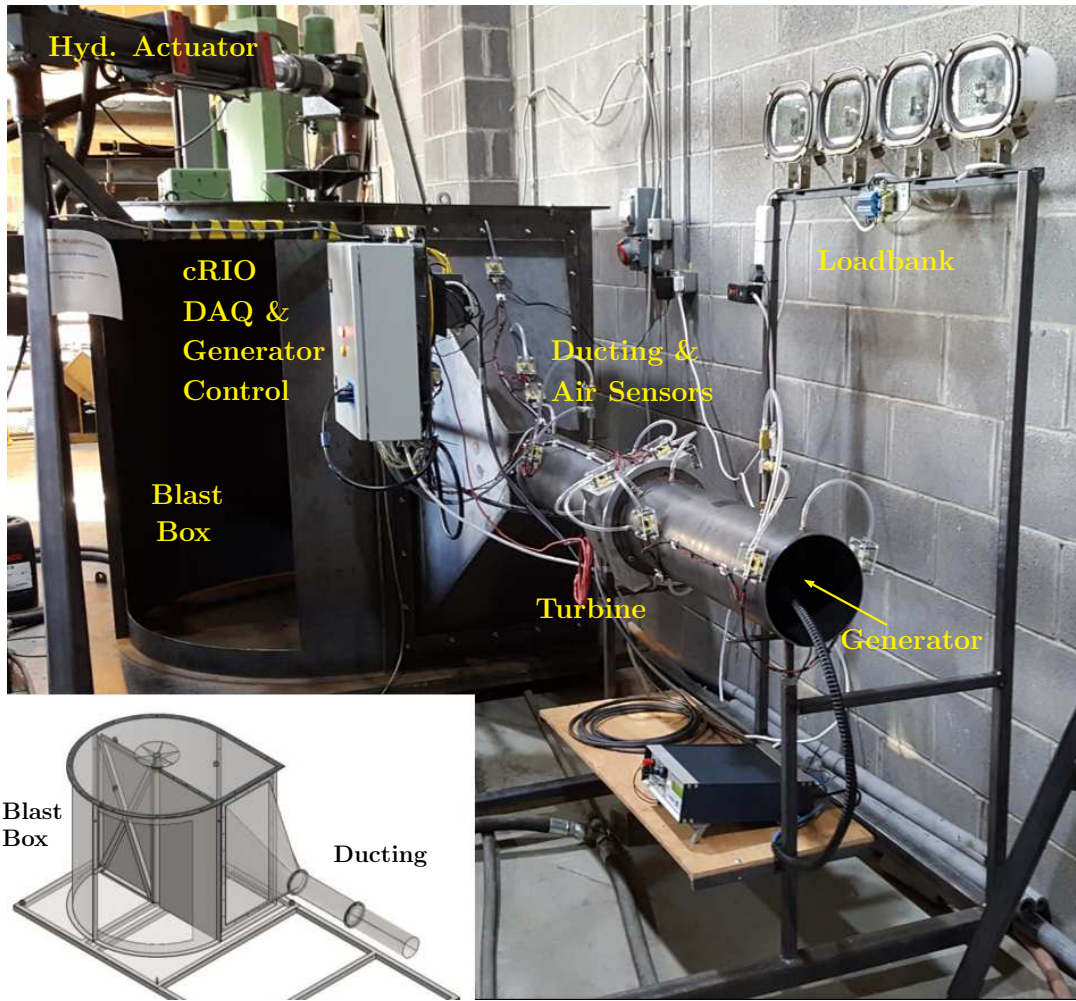 Hyd. Actuator
cRIO
DAQ &
Generator
Control
Loadbank
Ducting &
Air Sensors
Blast
Box
Turbine
Generator
Blast
Box
Ducting